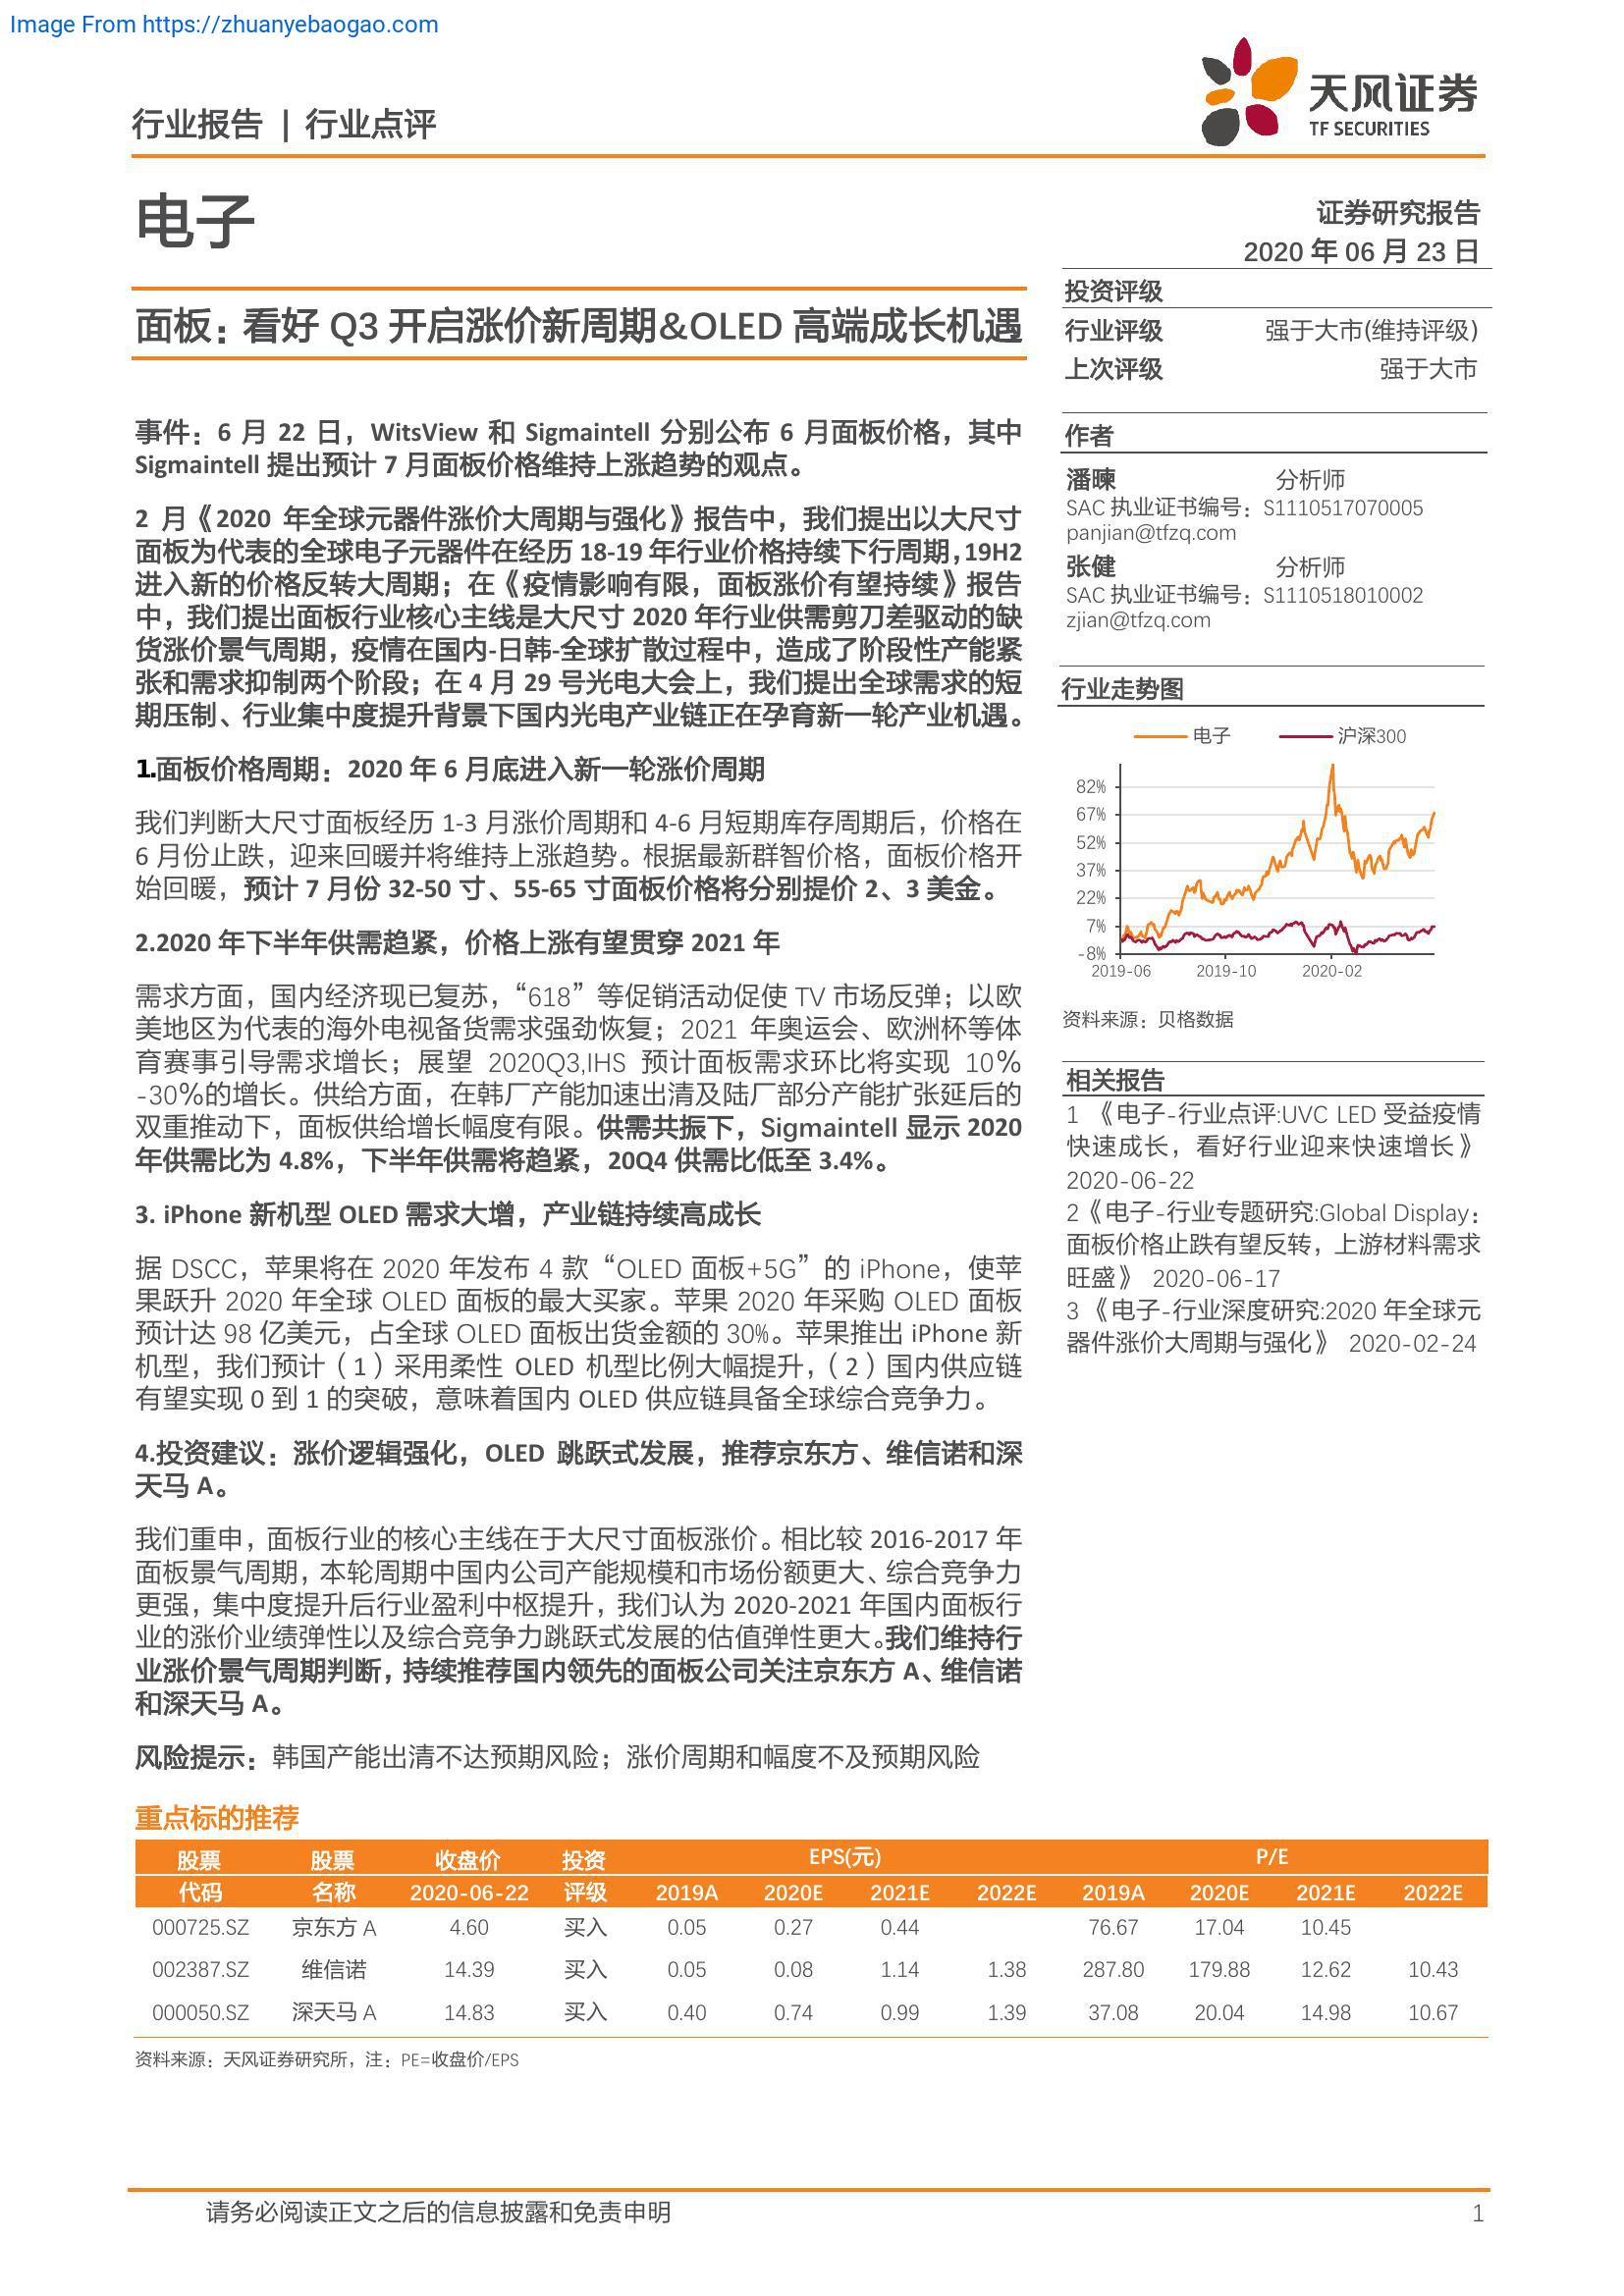 Image From https://zhuanyebaogao.com
行业报告 | 行业点评
天风证券
TF SECURITIES
电子
证券研究报告
2020 年 06 月 23 日
面板：看好 Q3 开启涨价新周期&OLED 高端成长机遇
投资评级
行业评级 强于大市(维持评级)
上次评级 强于大市
作者
潘暕 分析师
SAC 执业证书编号：S1110517070005
panjian@tfzq.com
张健 分析师
SAC 执业证书编号：S1110518010002
zjian@tfzq.com
行业走势图
电子 沪深300
82%
67%
52%
37%
22%
7%
-8%
2019-06 2019-10 2020-02
资料来源：贝格数据
相关报告
1 《电子-行业点评:UVC LED 受益疫情
快速成长，看好行业迎来快速增长》
2020-06-22
2《电子-行业专题研究:Global Display：
面板价格止跌有望反转，上游材料需求
旺盛》 2020-06-17
3 《电子-行业深度研究:2020 年全球元
器件涨价大周期与强化》 2020-02-24
事件：6 月 22 日，WitsView 和 Sigmaintell 分别公布 6 月面板价格，其中
Sigmaintell 提出预计 7 月面板价格维持上涨趋势的观点。
2 月《2020 年全球元器件涨价大周期与强化》报告中，我们提出以大尺寸
面板为代表的全球电子元器件在经历 18-19 年行业价格持续下行周期，19H2
进入新的价格反转大周期；在《疫情影响有限，面板涨价有望持续》报告
中，我们提出面板行业核心主线是大尺寸 2020 年行业供需剪刀差驱动的缺
货涨价景气周期，疫情在国内-日韩-全球扩散过程中，造成了阶段性产能紧
张和需求抑制两个阶段；在 4 月 29 号光电大会上，我们提出全球需求的短
期压制、行业集中度提升背景下国内光电产业链正在孕育新一轮产业机遇。
1.面板价格周期：2020 年 6 月底进入新一轮涨价周期
我们判断大尺寸面板经历 1-3 月涨价周期和 4-6 月短期库存周期后，价格在
6 月份止跌，迎来回暖并将维持上涨趋势。根据最新群智价格，面板价格开
始回暖，预计 7 月份 32-50 寸、55-65 寸面板价格将分别提价 2、3 美金。
2.2020 年下半年供需趋紧，价格上涨有望贯穿 2021 年
需求方面，国内经济现已复苏，“618”等促销活动促使 TV 市场反弹；以欧
美地区为代表的海外电视备货需求强劲恢复；2021 年奥运会、欧洲杯等体
育赛事引导需求增长；展望 2020Q3,IHS 预计面板需求环比将实现 10%
-30%的增长。供给方面，在韩厂产能加速出清及陆厂部分产能扩张延后的
双重推动下，面板供给增长幅度有限。供需共振下，Sigmaintell 显示 2020
年供需比为 4.8%，下半年供需将趋紧，20Q4 供需比低至 3.4%。
3. iPhone 新机型 OLED 需求大增，产业链持续高成长
据 DSCC，苹果将在 2020 年发布 4 款“OLED 面板+5G”的 iPhone，使苹
果跃升 2020 年全球 OLED 面板的最大买家。苹果 2020 年采购 OLED 面板
预计达 98 亿美元，占全球 OLED 面板出货金额的 30%。苹果推出 iPhone 新
机型，我们预计（1）采用柔性 OLED 机型比例大幅提升，（2）国内供应链
有望实现 0 到 1 的突破，意味着国内 OLED 供应链具备全球综合竞争力。
4.投资建议：涨价逻辑强化，OLED 跳跃式发展，推荐京东方、维信诺和深
天马 A。
我们重申，面板行业的核心主线在于大尺寸面板涨价。相比较 2016-2017 年
面板景气周期，本轮周期中国内公司产能规模和市场份额更大、综合竞争力
更强，集中度提升后行业盈利中枢提升，我们认为 2020-2021 年国内面板行
业的涨价业绩弹性以及综合竞争力跳跃式发展的估值弹性更大。我们维持行
业涨价景气周期判断，持续推荐国内领先的面板公司关注京东方 A、维信诺
和深天马 A。
风险提示：韩国产能出清不达预期风险；涨价周期和幅度不及预期风险
重点标的推荐
股票 股票 收盘价 投资 EPS(元) P/E
代码 名称 2020-06-22 评级 2019A 2020E 2021E 2022E 2019A 2020E 2021E 2022E
000725.SZ 京东方 A 4.60 买入 0.05 0.27 0.44 76.67 17.04 10.45
002387.SZ 维信诺 14.39 买入 0.05 0.08 1.14 1.38 287.80 179.88 12.62 10.43
000050.SZ 深天马 A 14.83 买入 0.40 0.74 0.99 1.39 37.08 20.04 14.98 10.67
资料来源：天风证券研究所，注：PE=收盘价/EPS
请务必阅读正文之后的信息披露和免责申明 1